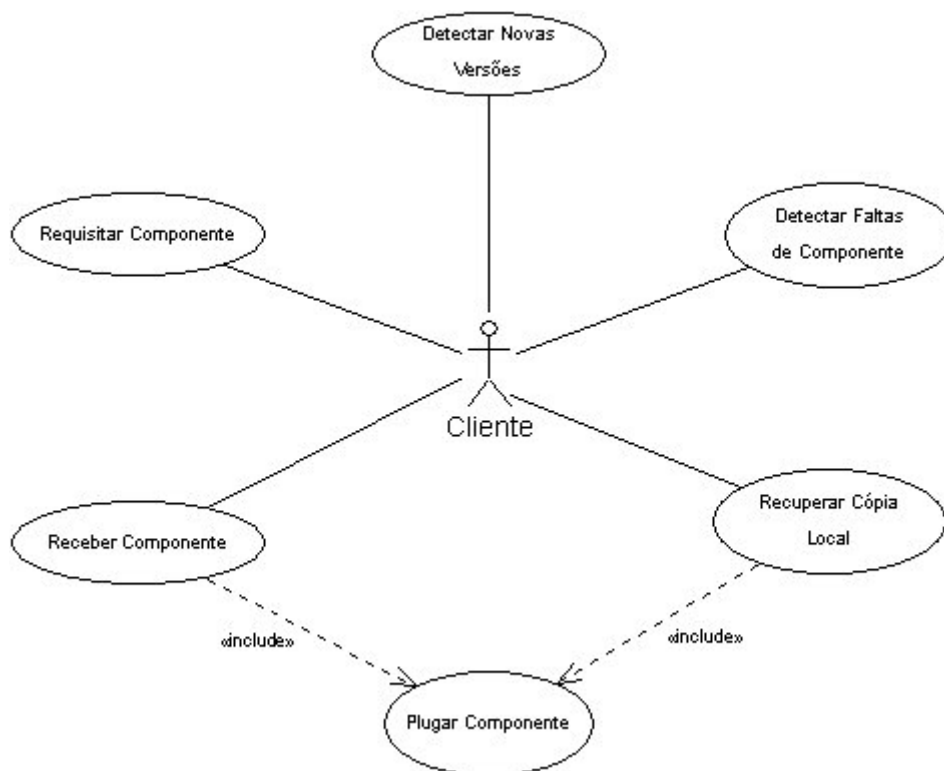 Detectar Novas
Versões
Requisitar Componente
Detectar Faltas
de Componente
Cliente
Receber Componente
Recuperar Cópia
Local
«include»
«include»
Plugar Componente